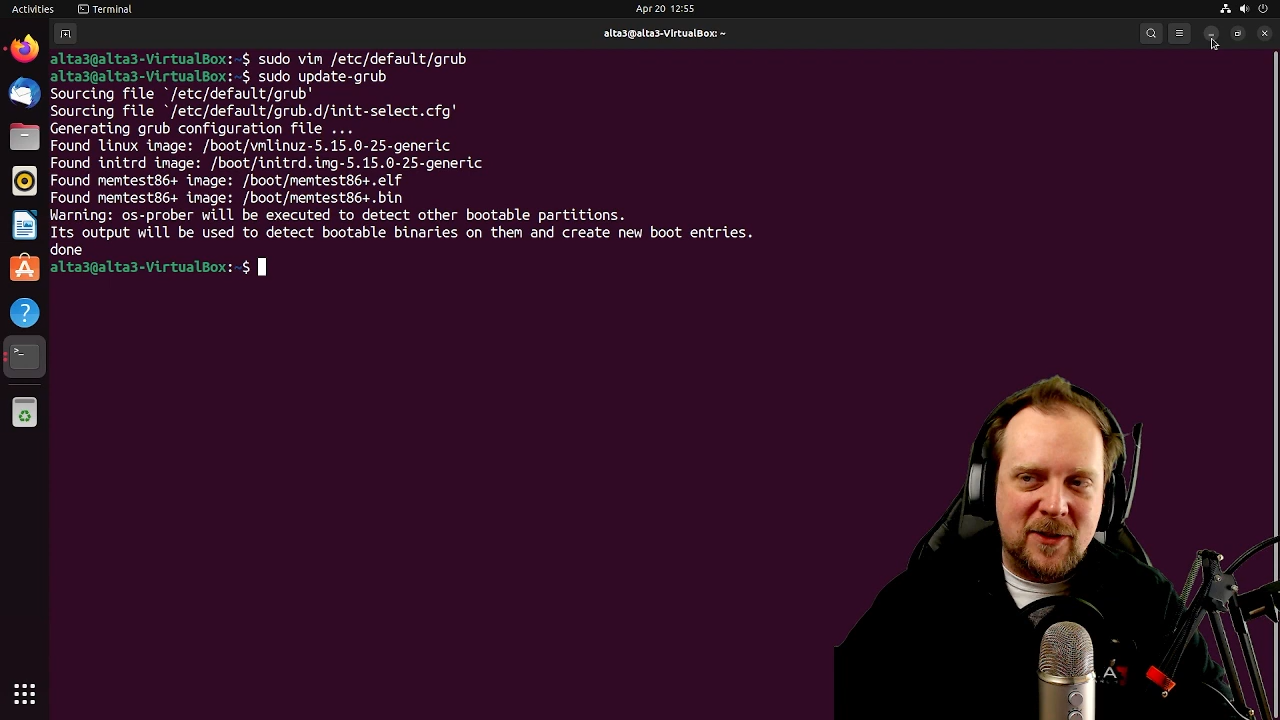 Activities
Terminal
Apr 20 12:55
alta3@alta3-VirtualBox: ~
alta3@alta3-VirtualBox:~$ sudo vim /etc/default/grub
alta3@alta3-VirtualBox:~$ sudo update-grub
Sourcing file `/etc/default/grub'
Sourcing file `/etc/default/grub.d/init-select.cfg'
Generating grub configuration file ...
Found linux image: /boot/vmlinuz-5.15.0-25-generic
Found initrd image: /boot/initrd.img-5.15.0-25-generic
Found memtest86+ image: /boot/memtest86+.elf
Found memtest86+ image: /boot/memtest86+.bin
Warning: os-prober will be executed to detect other bootable partitions.
Its output will be used to detect bootable binaries on them and create new boot entries.
done
alta3@alta3-VirtualBox:~$